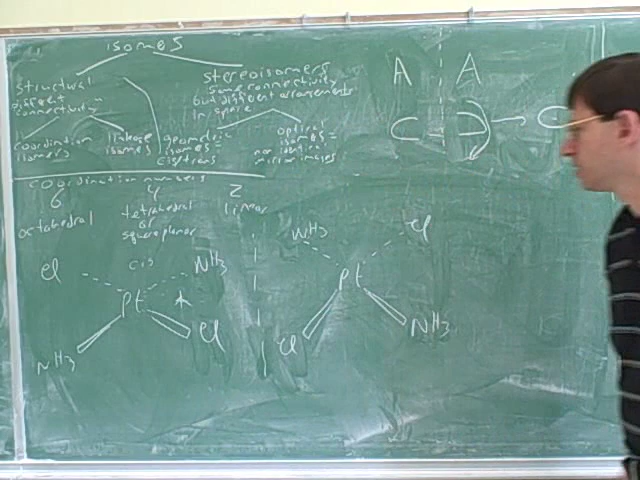 isomers
structural
different
connectivity
stereoisomers
same connectivity
but different arrangements
in space
coordination
isomers
linkage
isomers
geometric
isomers =
cis/trans
optical
isomers =
non identical
mirror images
coordination numbers
6
4
2
octahedral
tetrahedral
or
square planar
linear
A A
C
cis
Cl NH3
Pt
NH3 Cl
NH3 Cl
Pt
Cl NH3